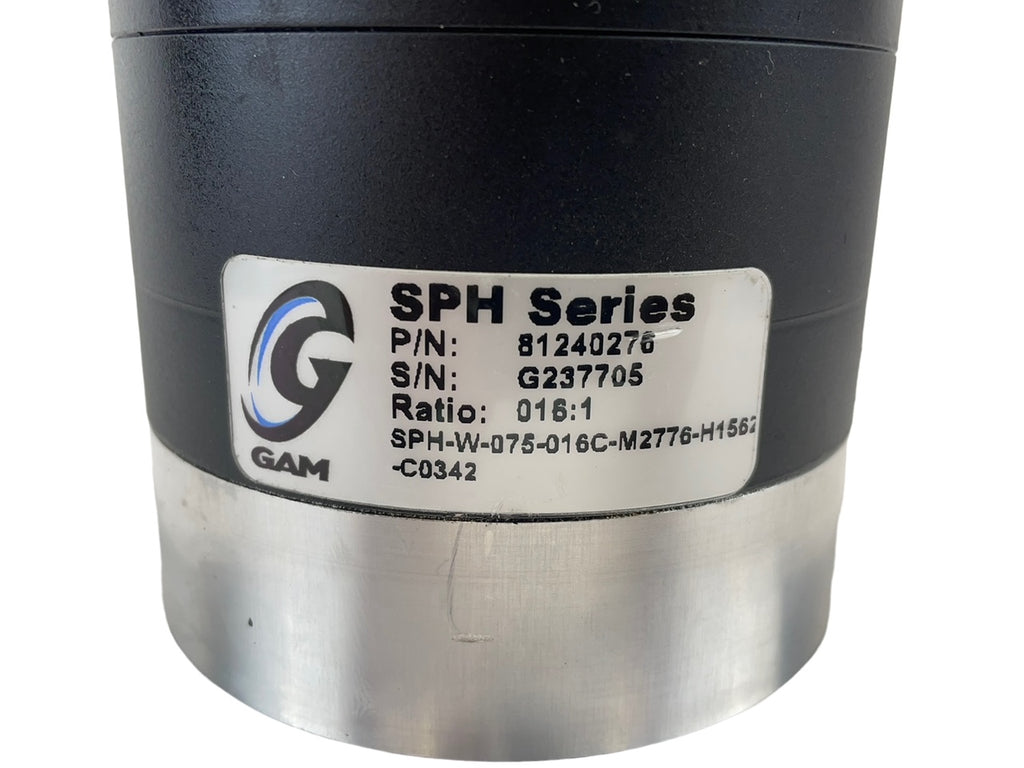 SPH Series
P/N: 81240276
S/N: G237705
Ratio: 016:1
SPH-W-075-016C-M2776-H1562
-C0342
G
GAM